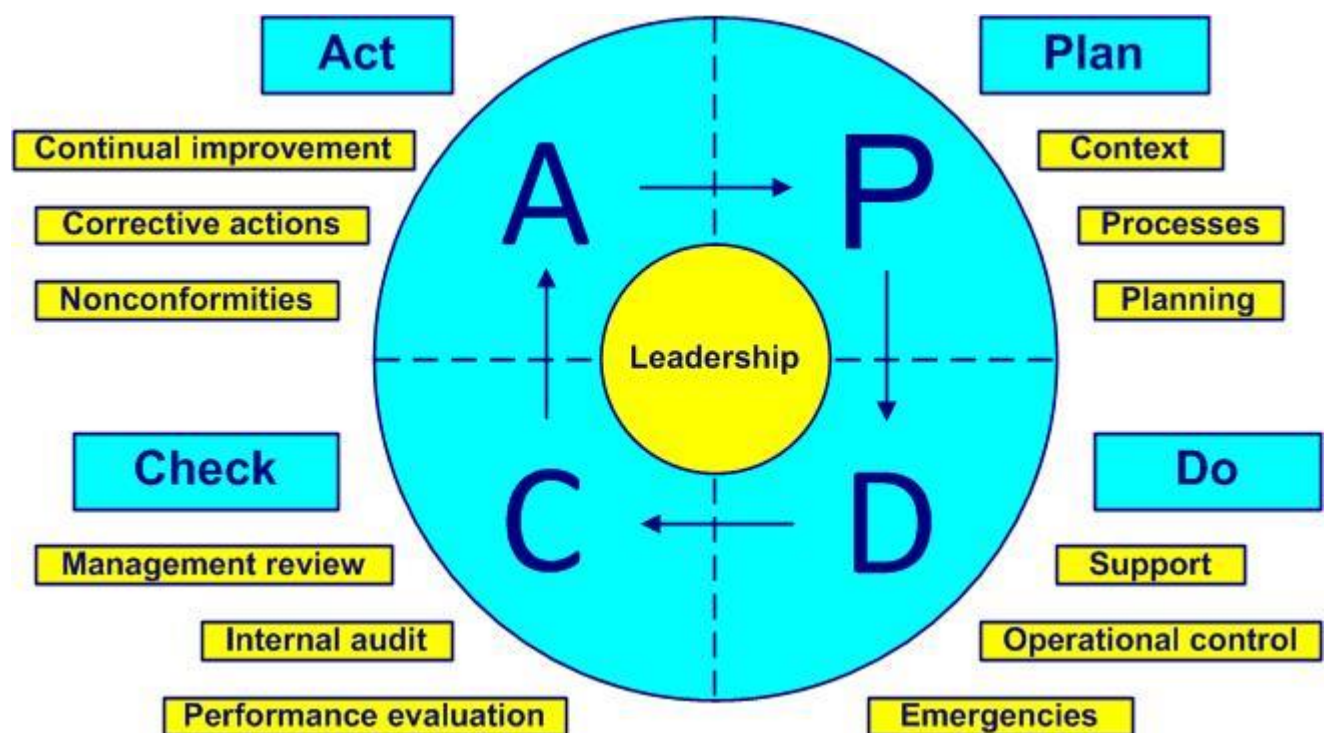 Act
Plan
Continual improvement
Context
Corrective actions
Processes
Nonconformities
Planning
A
P
Leadership
Check
Do
C
D
Management review
Support
Internal audit
Operational control
Performance evaluation
Emergencies